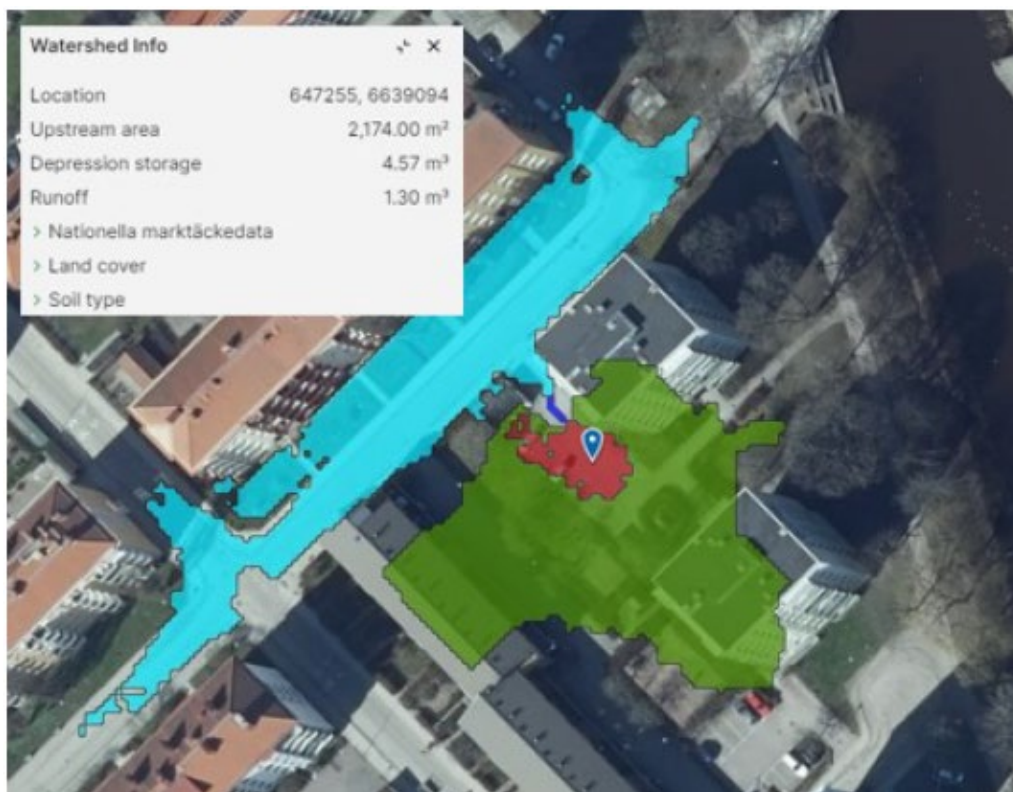 Watershed Info
Location 647255, 6639094
Upstream area 2,174.00 m²
Depression storage 4.57 m³
Runoff 1.30 m³
> Nationella marktäckedata
> Land cover
> Soil type